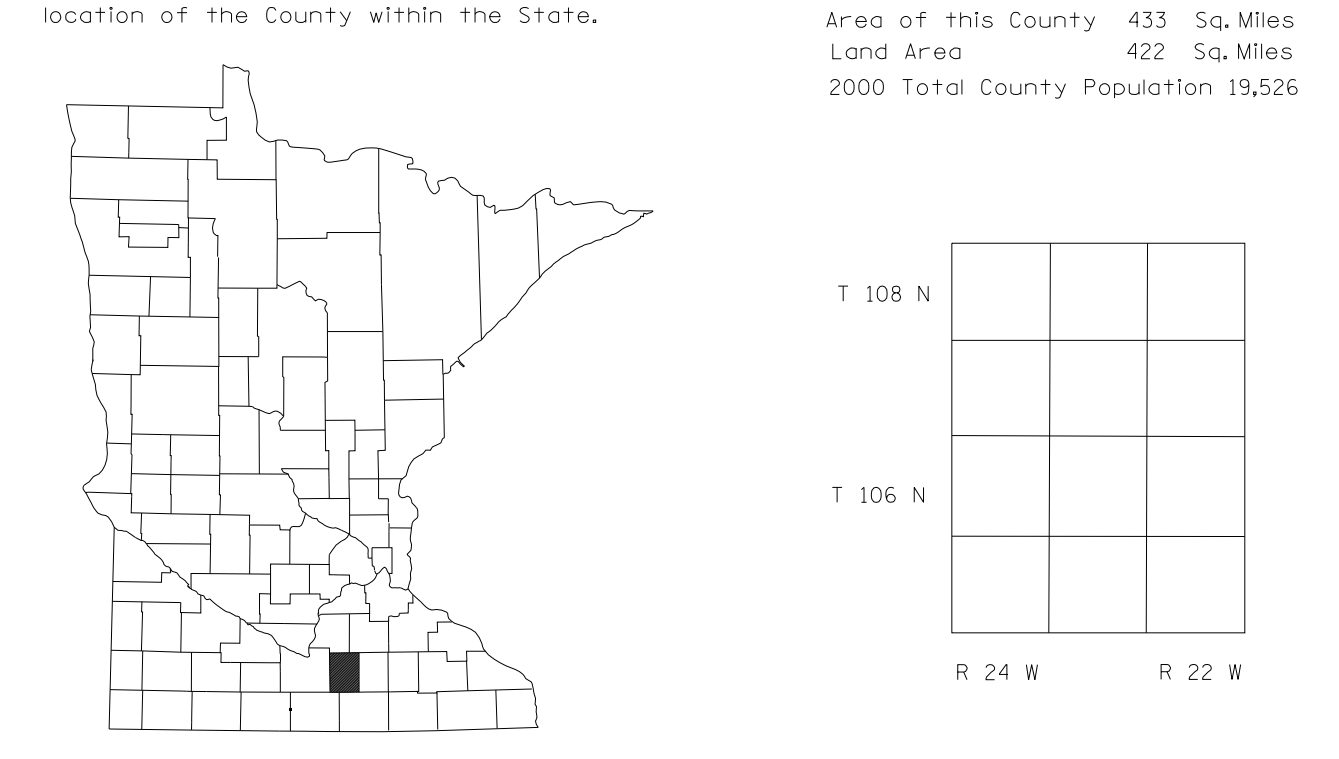 location of the County within the State.
Area of this County 433 Sq. Miles
Land Area 422 Sq. Miles
2000 Total County Population 19,526
T 108 N
T 106 N
R 24 W R 22 W